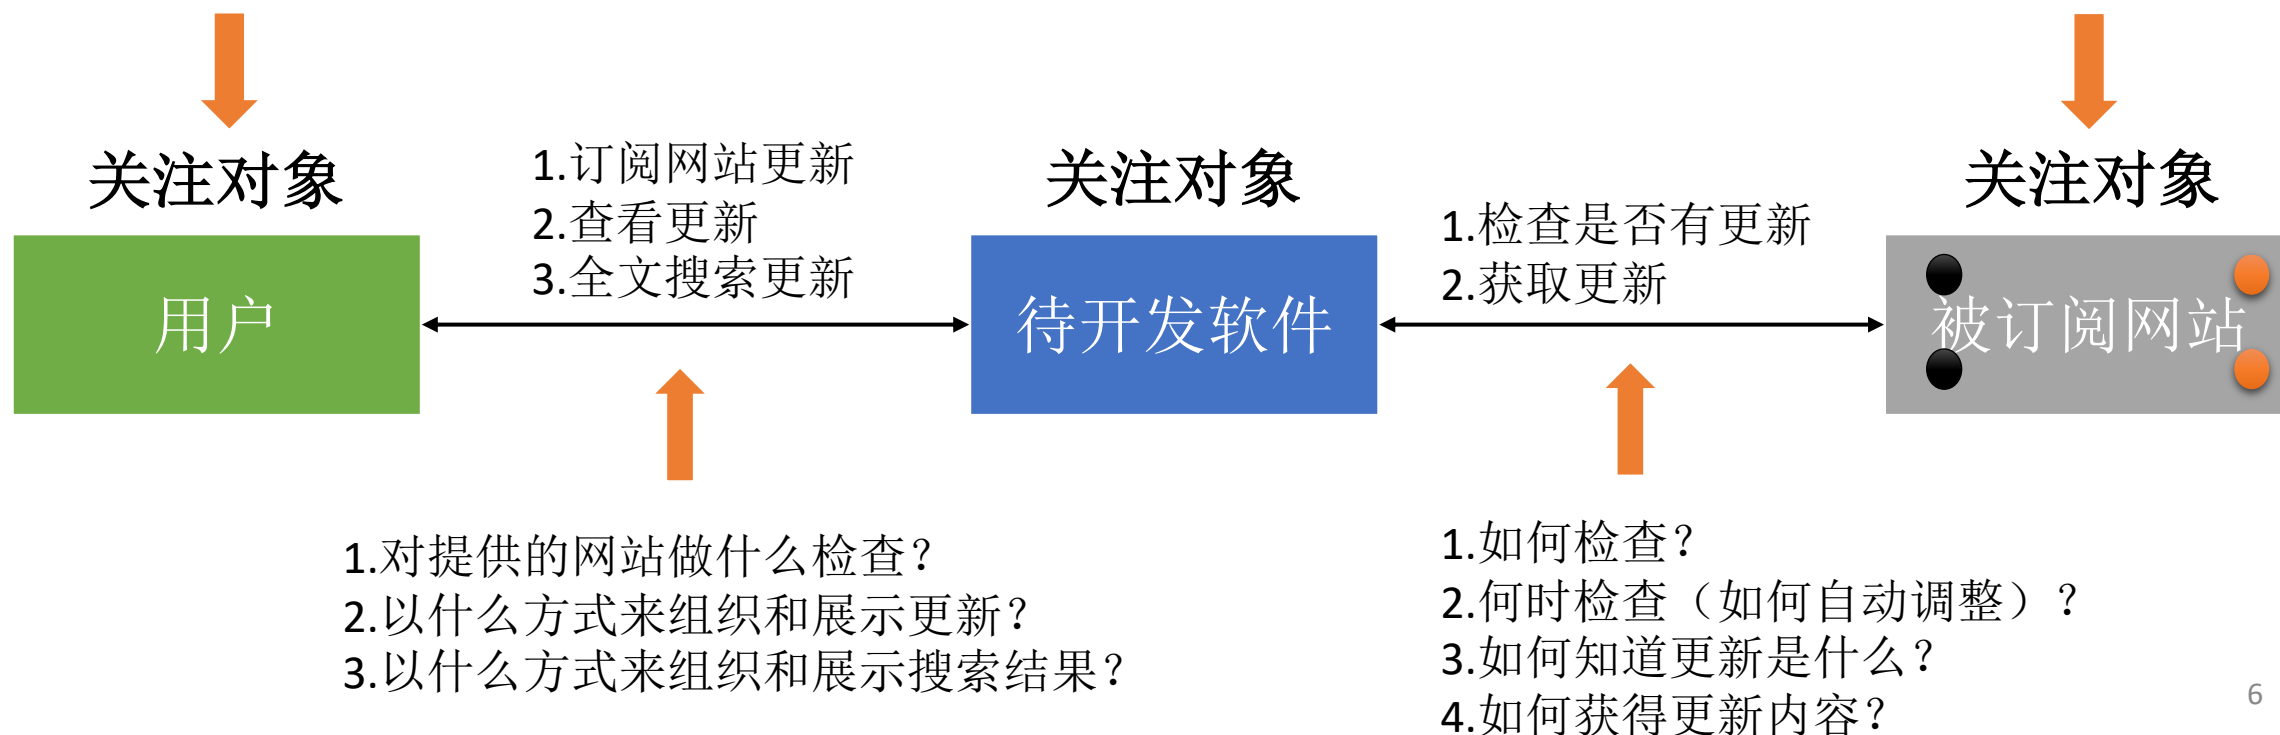 关注对象
用户
1.订阅网站更新
2.查看更新
3.全文搜索更新
关注对象
待开发软件
1.检查是否有更新
2.获取更新
关注对象
被订阅网站
1.对提供的网站做什么检查？
2.以什么方式来组织和展示更新？
3.以什么方式来组织和展示搜索结果？
1.如何检查？
2.何时检查（如何自动调整）？
3.如何知道更新是什么？
4.如何获得更新内容？
6